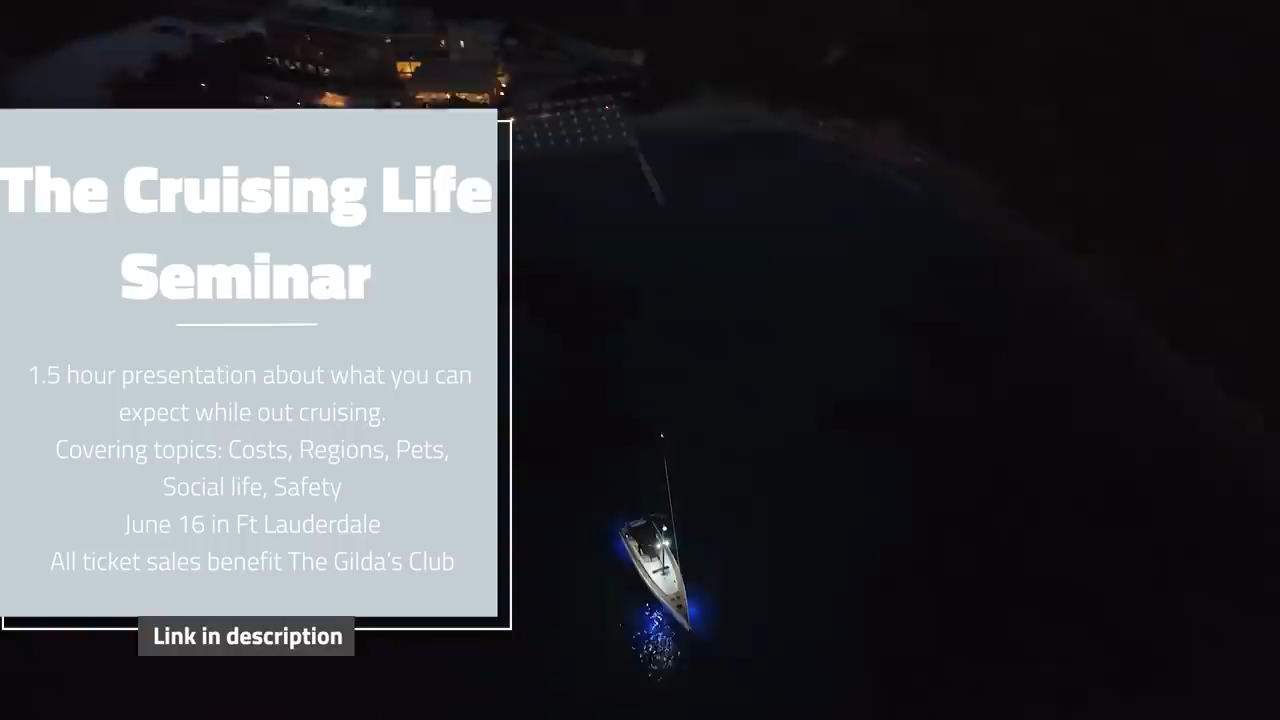 The Cruising Life
Seminar
1.5 hour presentation about what you can
expect while out cruising.
Covering topics: Costs, Regions, Pets,
Social life, Safety
June 16 in Ft Lauderdale
All ticket sales benefit The Gilda's Club
Link in description